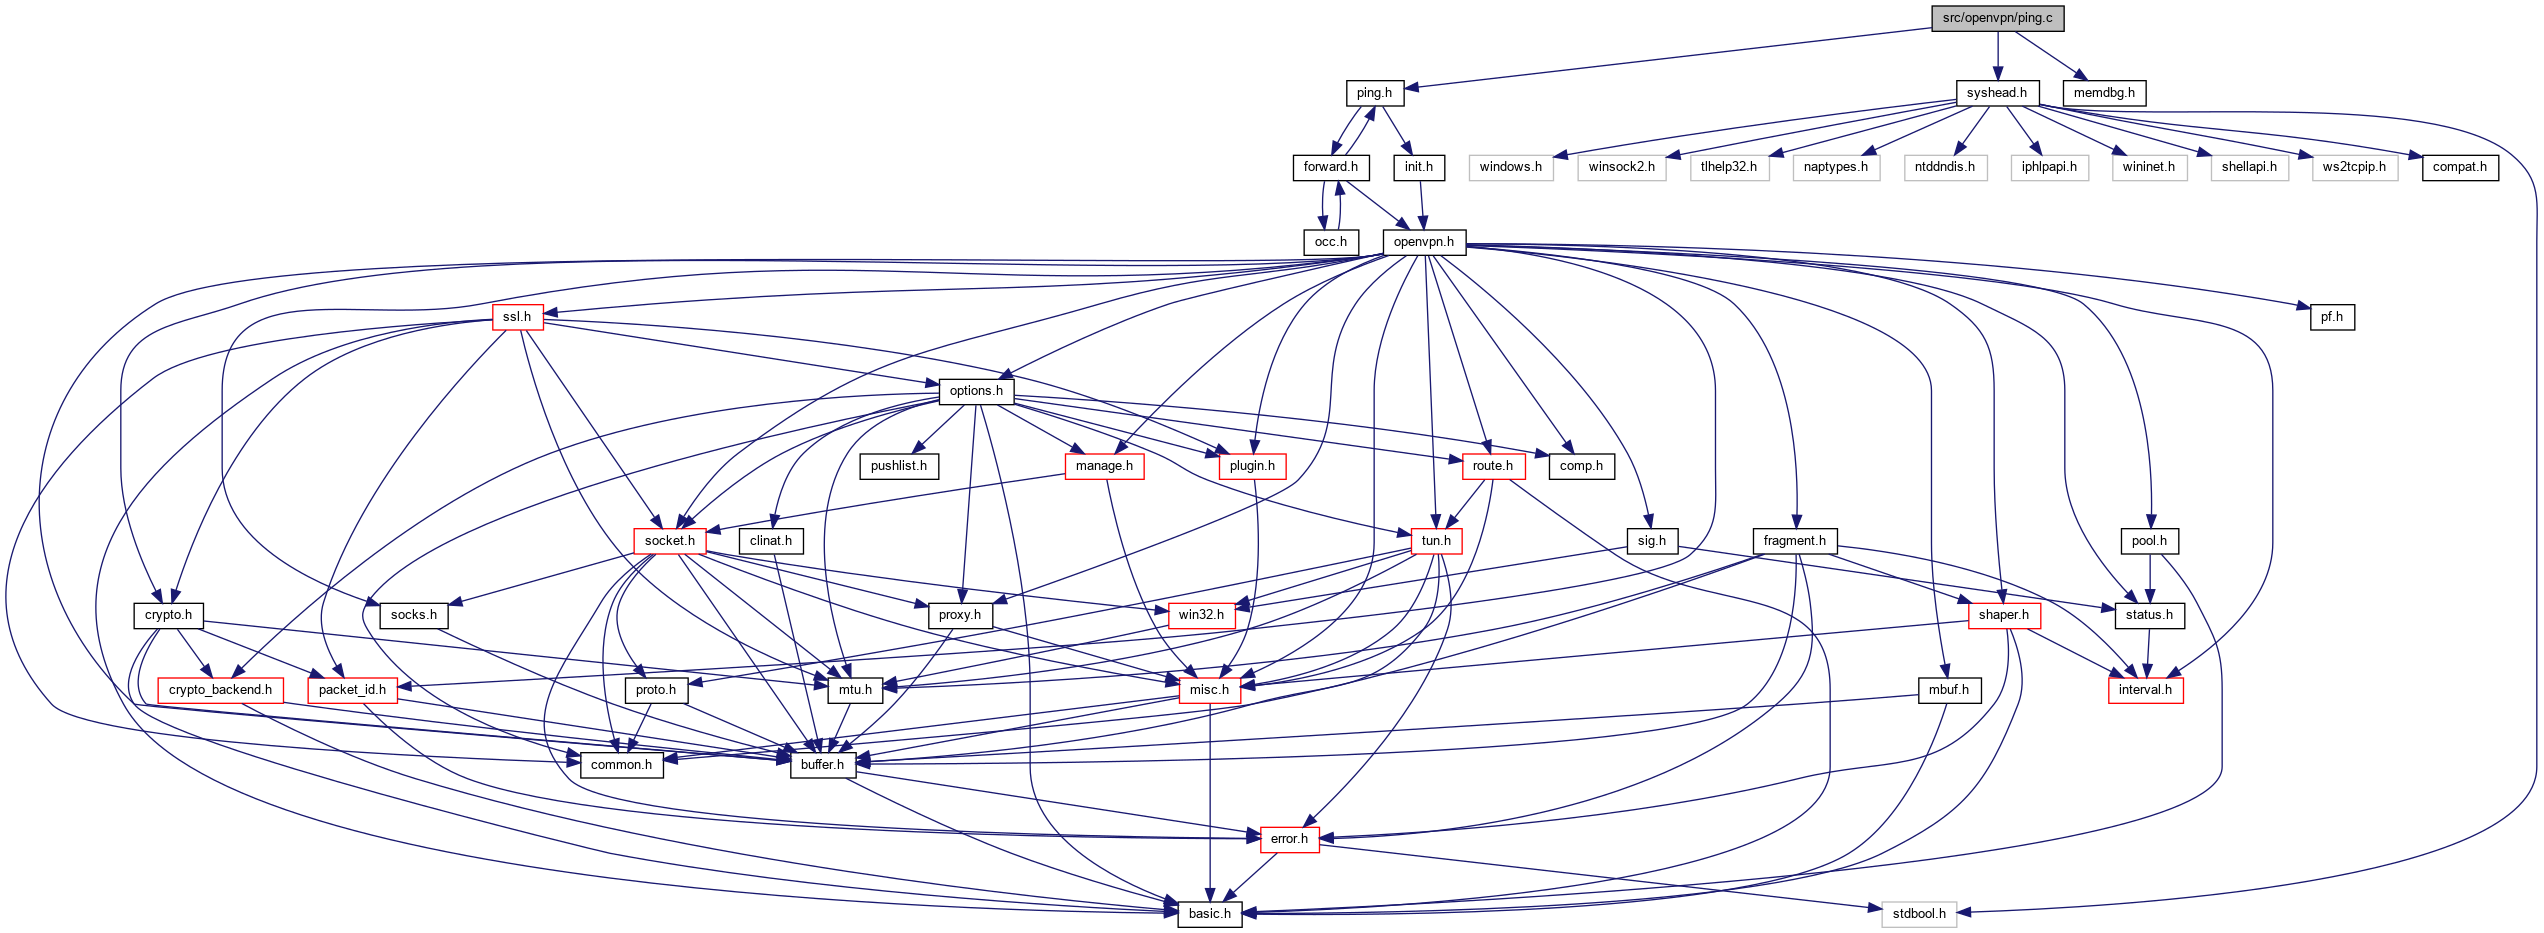 src/openvpn/ping.c
ping.h
syshead.h
memdbg.h
forward.h
init.h
windows.h
winsock2.h
tlhelp32.h
naptypes.h
ntddndis.h
iphlpapi.h
wininet.h
shellapi.h
ws2tcpip.h
compat.h
occ.h
openvpn.h
ssl.h
pf.h
options.h
pushlist.h
manage.h
plugin.h
route.h
comp.h
socket.h
clinat.h
tun.h
sig.h
fragment.h
pool.h
crypto.h
socks.h
proxy.h
win32.h
shaper.h
status.h
crypto_backend.h
packet_id.h
proto.h
mtu.h
misc.h
mbuf.h
interval.h
common.h
buffer.h
error.h
basic.h
stdbool.h